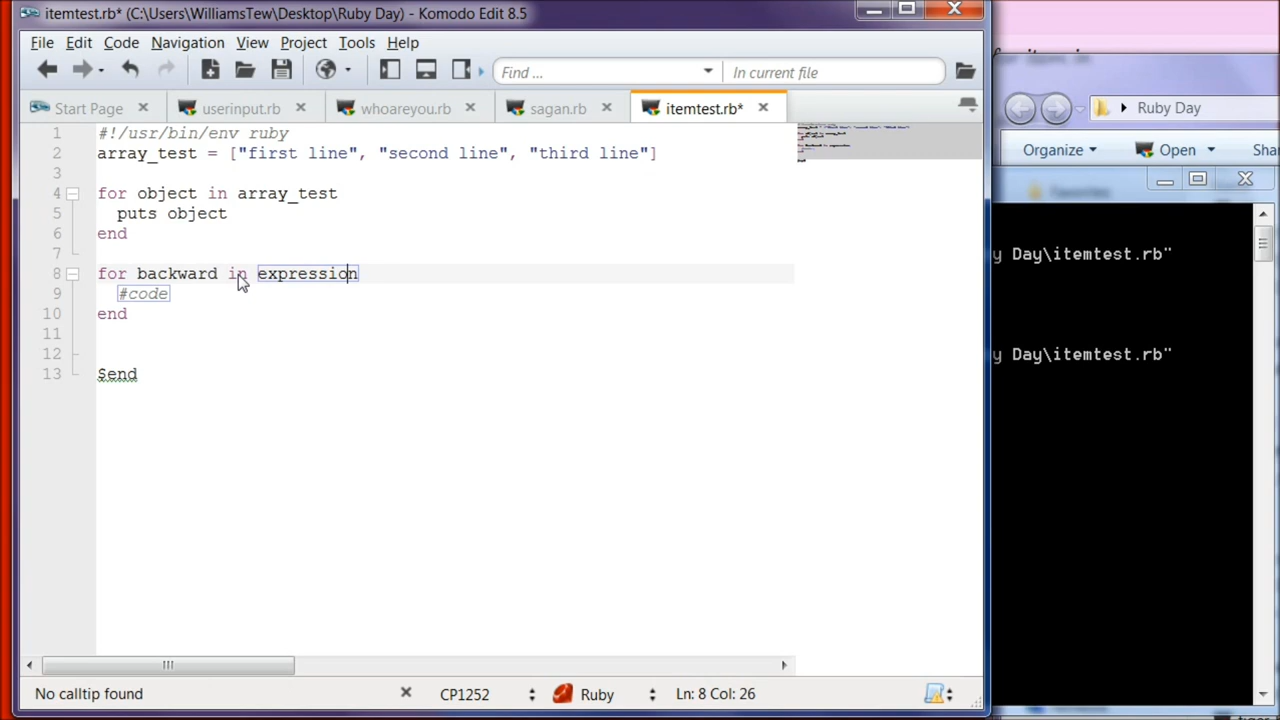 itemtest.rb* (C:\Users\WilliamsTew\Desktop\Ruby Day) - Komodo Edit 8.5
File Edit Code Navigation View Project Tools Help
Find ... In current file
Start Page userinput.rb whoareyou.rb sagan.rb itemtest.rb*
1 #!/usr/bin/env ruby
2 array_test = ["first line", "second line", "third line"]
3
4 for object in array_test
5 puts object
6 end
7
8 for backward in expression
9 #code
10 end
11
12
13 $end
No calltip found CP1252 Ruby Ln: 8 Col: 26
Ruby Day
Organize Open
Favorites
y Day\itemtest.rb"
y Day\itemtest.rb"